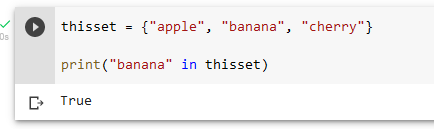 thisset = {"apple", "banana", "cherry"}
print("banana" in thisset)
True